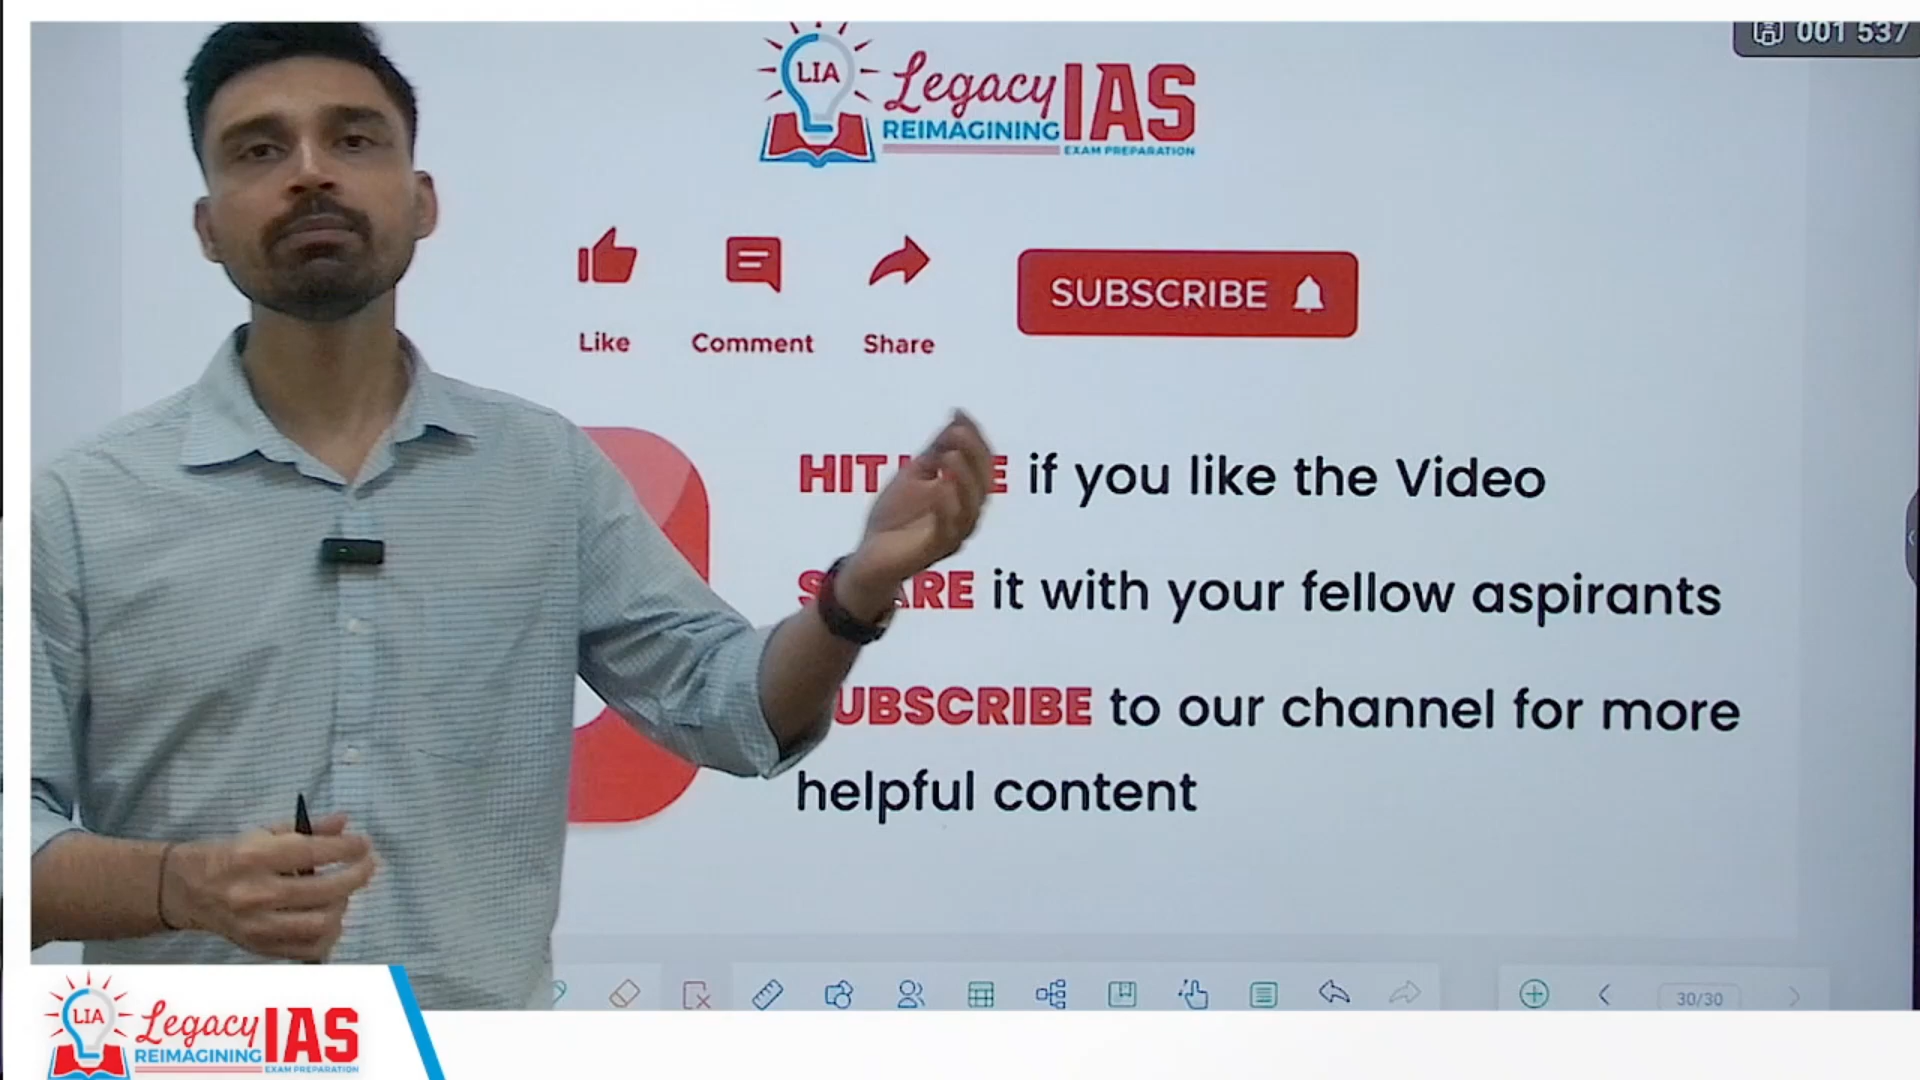 001 537
LIA
Legacy IAS
REIMAGINING
EXAM PREPARATION
Like
Comment
Share
SUBSCRIBE
HIT if you like the Video
it with your fellow aspirants
SUBSCRIBE to our channel for more
helpful content
30/30
LIA
Legacy IAS
REIMAGINING
EXAM PREPARATION